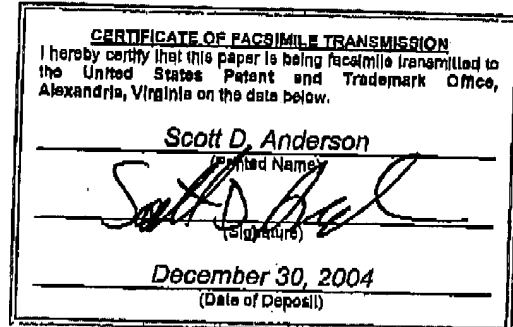 CERTIFICATE OF FACSIMILE TRANSMISSION
I hereby certify that this paper is being facsimile transmitted to
the United States Patent and Trademark Office,
Alexandria, Virginia on the date below.
Scott D. Anderson
(Printed Name)
(Signature)
December 30, 2004
(Date of Deposit)